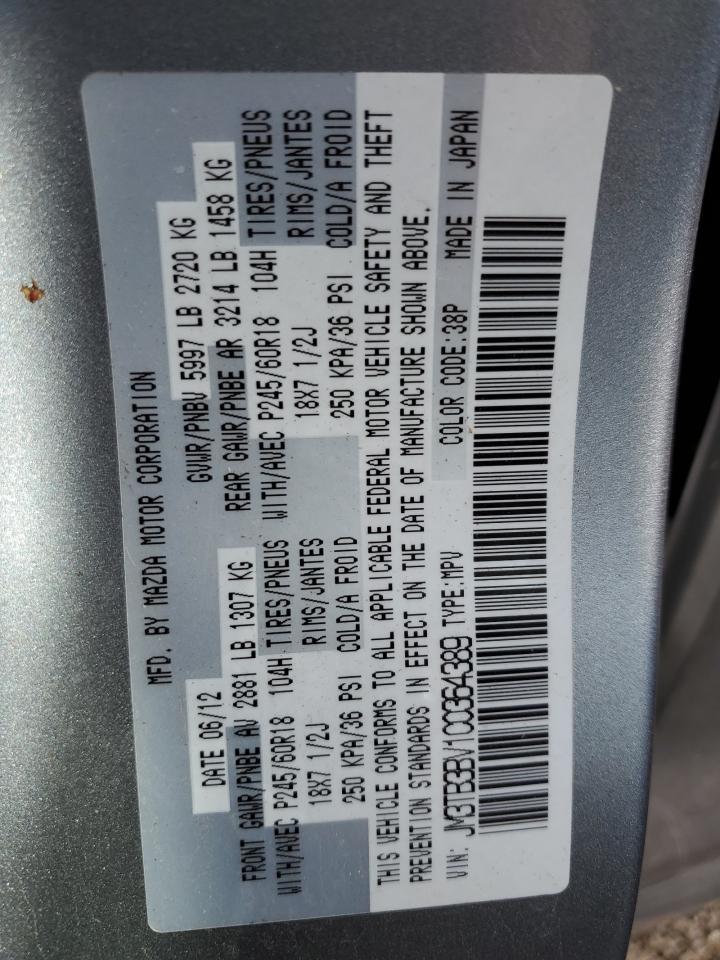 MFD. BY MAZDA MOTOR CORPORATION
DATE 06/12 GVWR/PNBV 5997 LB 2720 KG
FRONT GAWR/PNBE AV 2881 LB 1307 KG REAR GAWR/PNBE AR 3214 LB 1458 KG
WITH/AVEC P245/60R18 104H TIRES/PNEUS WITH/AVEC P245/60R18 104H TIRES/PNEUS
18X7 1/2J RIMS/JANTES 18X7 1/2J RIMS/JANTES
250 KPA/36 PSI COLD/A FROID 250 KPA/36 PSI COLD/A FROID
THIS VEHICLE CONFORMS TO ALL APPLICABLE FEDERAL MOTOR VEHICLE SAFETY AND THEFT
PREVENTION STANDARDS IN EFFECT ON THE DATE OF MANUFACTURE SHOWN ABOVE.
VIN: JM3TB3BV1C0364389 TYPE:MPV COLOR CODE:38P MADE IN JAPAN